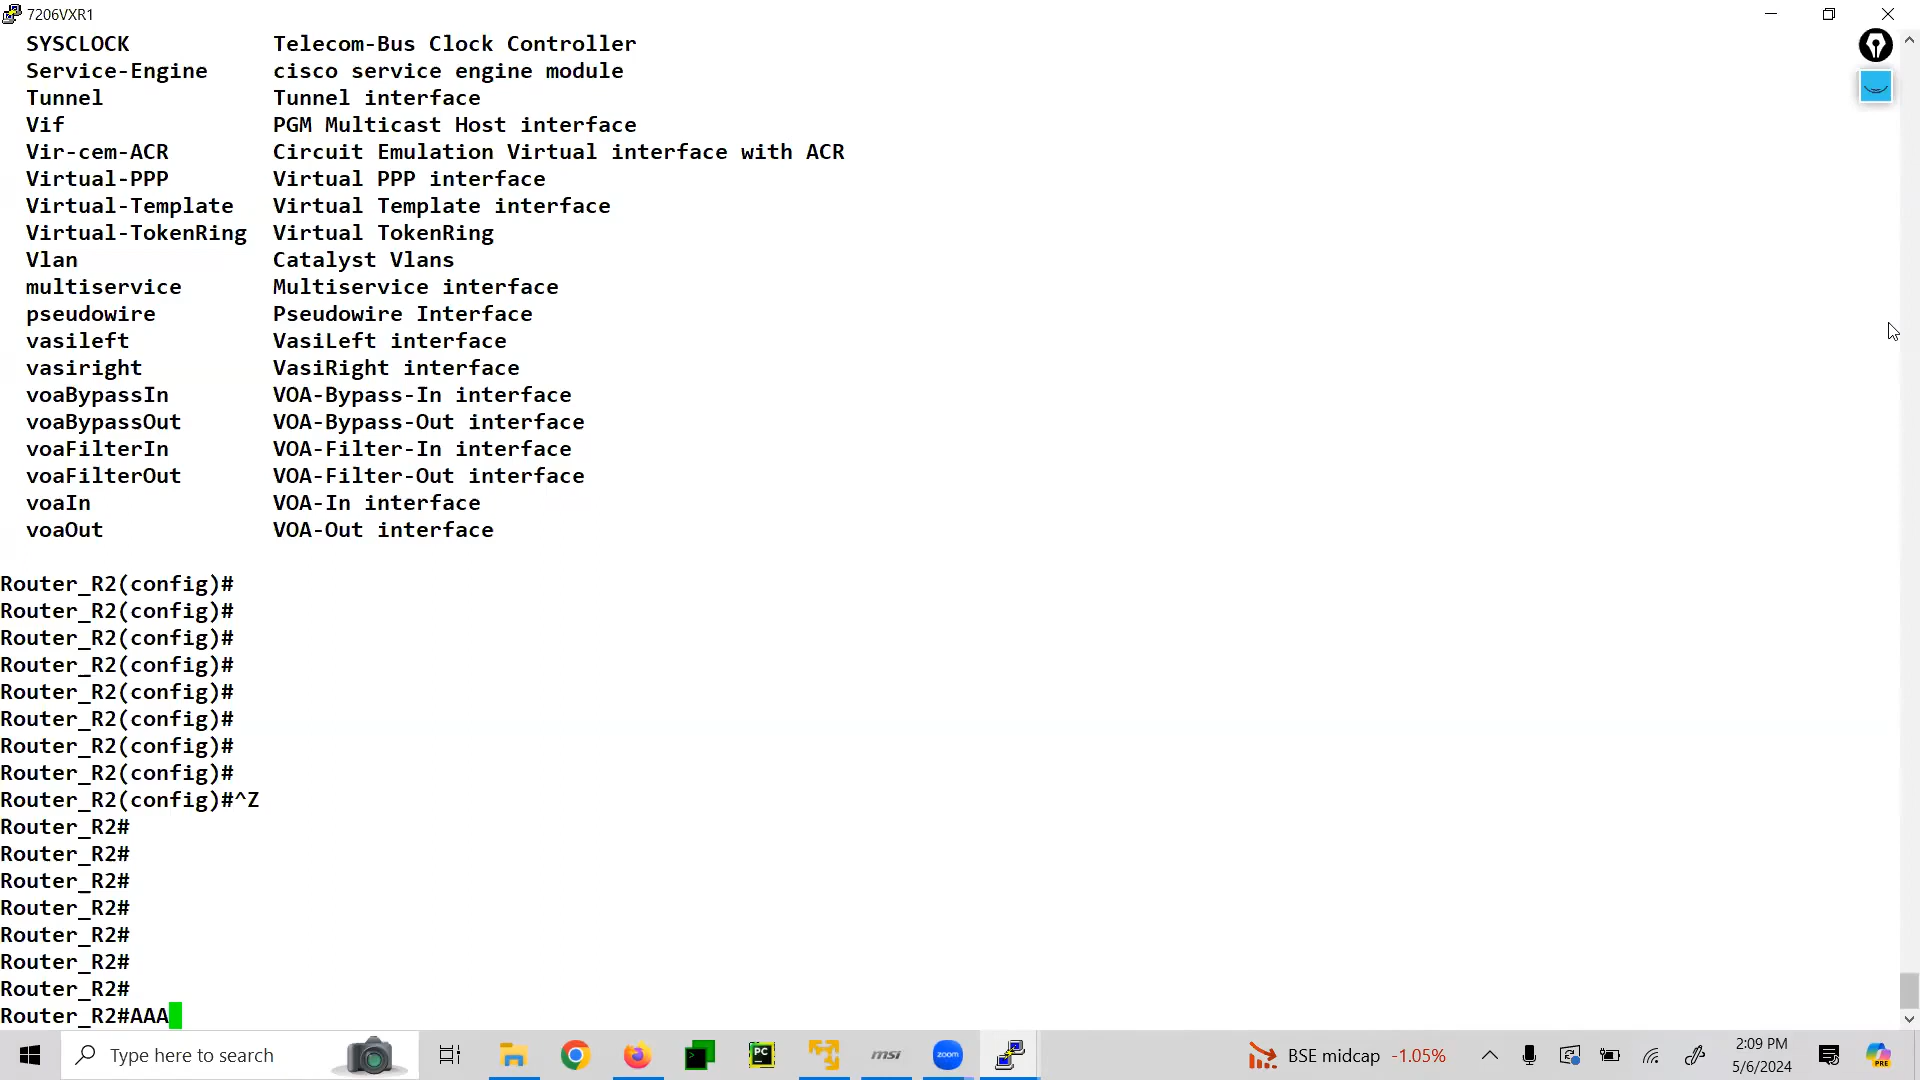 7206VXR1
SYSCLOCK Telecom-Bus Clock Controller
Service-Engine cisco service engine module
Tunnel Tunnel interface
Vif PGM Multicast Host interface
Vir-cem-ACR Circuit Emulation Virtual interface with ACR
Virtual-PPP Virtual PPP interface
Virtual-Template Virtual Template interface
Virtual-TokenRing Virtual TokenRing
Vlan Catalyst Vlans
multiservice Multiservice interface
pseudowire Pseudowire Interface
vasileft VasiLeft interface
vasiright VasiRight interface
voaBypassIn VOA-Bypass-In interface
voaBypassOut VOA-Bypass-Out interface
voaFilterIn VOA-Filter-In interface
voaFilterOut VOA-Filter-Out interface
voaIn VOA-In interface
voaOut VOA-Out interface
Router_R2(config)#
Router_R2(config)#
Router_R2(config)#
Router_R2(config)#
Router_R2(config)#
Router_R2(config)#
Router_R2(config)#
Router_R2(config)#
Router_R2(config)#^Z
Router_R2#
Router_R2#
Router_R2#
Router_R2#
Router_R2#
Router_R2#
Router_R2#
Router_R2#AAA
Type here to search
PC
msi
zoom
BSE midcap -1.05%
2:09 PM
5/6/2024
PRE